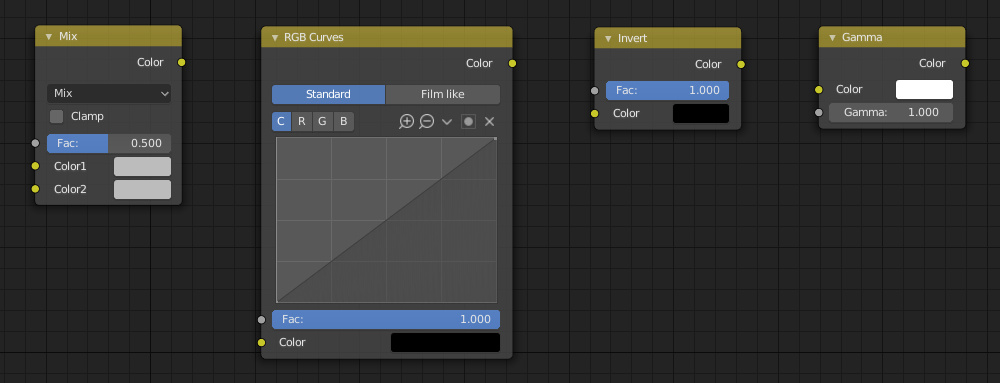 Mix
Color
Mix
Clamp
Fac: 0.500
Color1
Color2
RGB Curves
Color
Standard Film like
C R G B
Fac: 1.000
Color
Invert
Color
Fac: 1.000
Color
Gamma
Color
Color
Gamma: 1.000